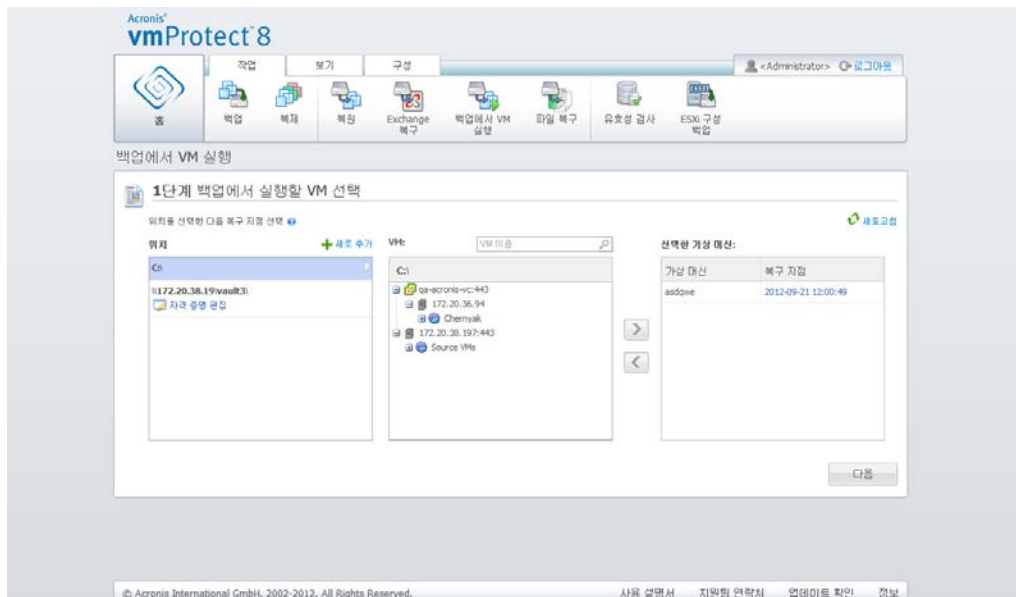 Acronis®
vmProtect 8
작업
보기
구성
<Administrator>
로그아웃
홈
백업
복제
복원
Exchange
복구
백업에서 VM
실행
파일 복구
유효성 검사
ESXi 구성
백업
백업에서 VM 실행
1단계 백업에서 실행할 VM 선택
위치를 선택한 다음 복구 지점 선택
새로고침
위치
새로 추가
VM:
VM 이름
선택한 가상 머신:
C:\
\\172.20.38.19\vault3\
자격 증명 편집
C:\
qa-acronis-vc:443
172.20.36.94
Chernyak
172.20.38.197:443
Source VMs
가상 머신
복구 지점
asdqwe
2012-09-21 12:00:49
다음
© Acronis International GmbH, 2002-2012. All Rights Reserved.
사용 설명서
지원팀 연락처
업데이트 확인
정보